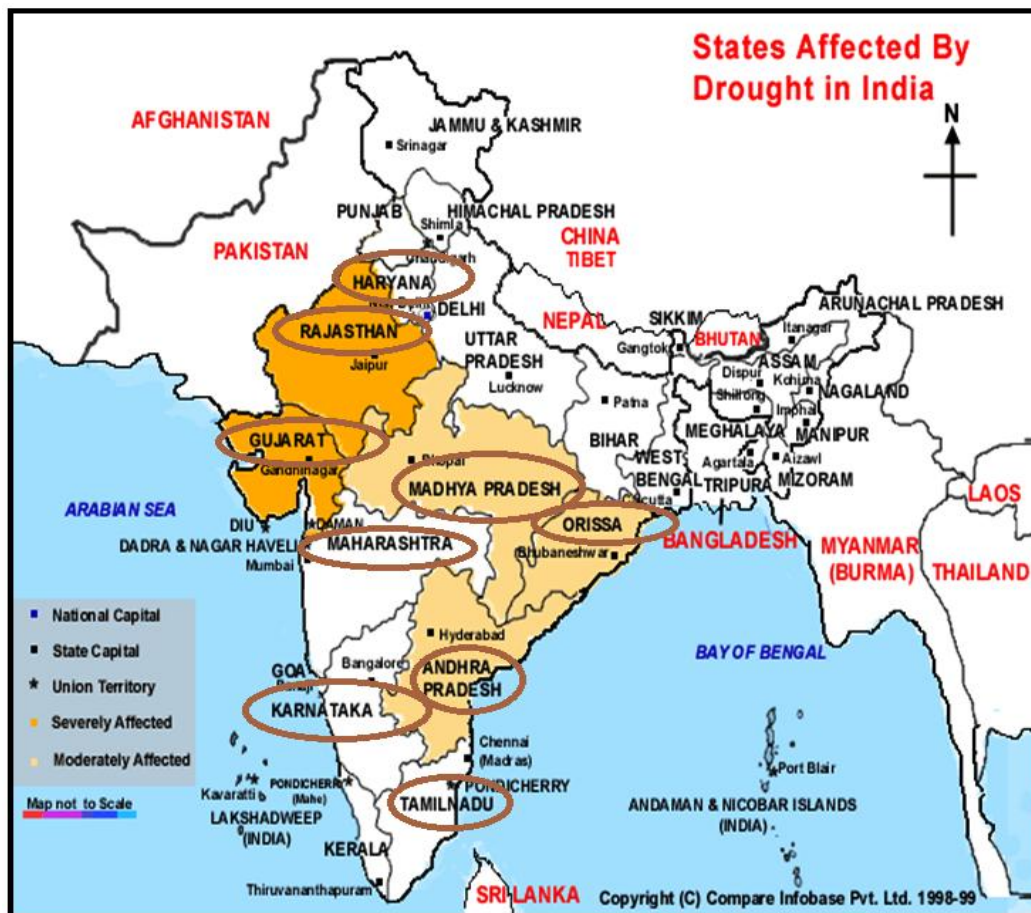 States Affected By
Drought in India
N
AFGHANISTAN
JAMMU & KASHMIR
Srinagar
PUNJAB
HIMACHAL PRADESH
Shimla
Chandigarh
PAKISTAN
CHINA
TIBET
HARYANA
DELHI
RAJASTHAN
Jaipur
UTTAR
PRADESH
Lucknow
NEPAL
SIKKIM
Gangtok
BHUTAN
ARUNACHAL PRADESH
Itanagar
ASSAM
Dispur
Kohima
NAGALAND
Shillong
Imphal
MEGHALAYA
MANIPUR
Patna
BIHAR
WEST
BENGAL
Agartala
Aizawl
TRIPURA
MIZORAM
GUJARAT
Gandhinagar
Bhopal
MADHYA PRADESH
Calcutta
ORISSA
Bhubaneshwar
BANGLADESH
LAOS
MYANMAR
(BURMA)
THAILAND
ARABIAN SEA
DIU
DAMAN
DADRA & NAGAR HAVELI
Mumbai
MAHARASHTRA
Hyderabad
ANDHRA
PRADESH
BAY OF BENGAL
Bangalore
GOA
Panaji
KARNATAKA
Chennai
(Madras)
PONDICHERRY
PONDICHERRY
(Mahe)
TAMILNADU
Kavaratti
LAKSHADWEEP
(INDIA)
KERALA
Thiruvananthapuram
Port Blair
ANDAMAN & NICOBAR ISLANDS
(INDIA)
SRI LANKA
National Capital
State Capital
Union Territory
Severely Affected
Moderately Affected
Map not to Scale
Copyright (C) Compare Infobase Pvt. Ltd. 1998-99